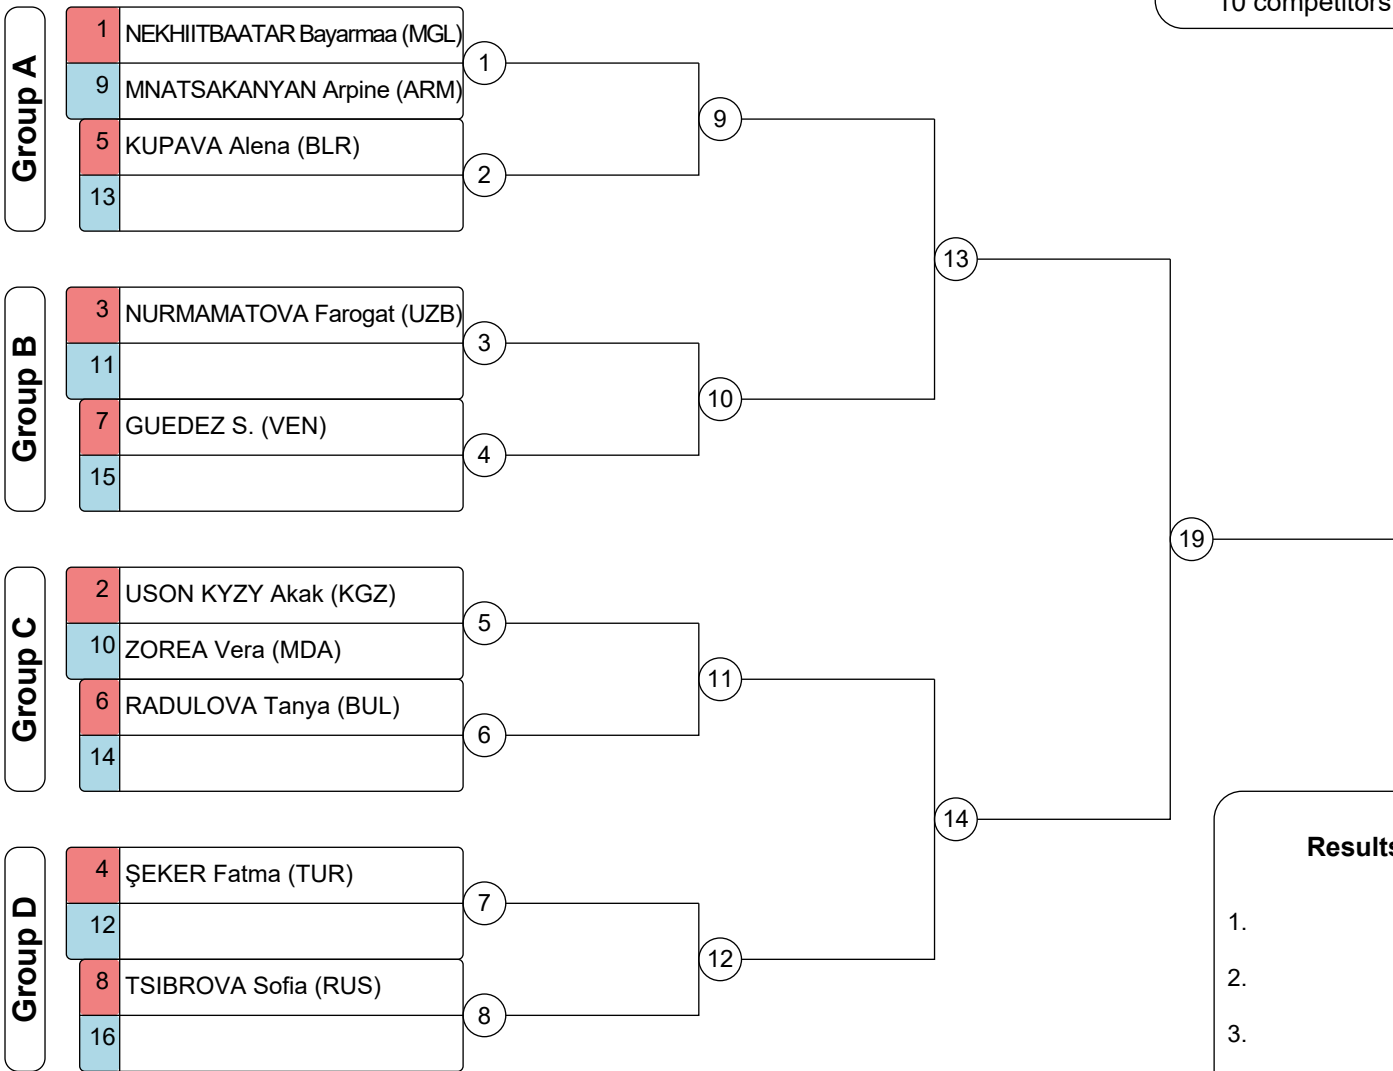 10 competitors
Group A
1 NEKHIITBAATAR Bayarmaa (MGL)
9 MNATSAKANYAN Arpine (ARM)
5 KUPAVA Alena (BLR)
13
1
2
9
Group B
3 NURMAMATOVA Farogat (UZB)
11
7 GUEDEZ S. (VEN)
15
3
4
10
13
Group C
2 USON KYZY Akak (KGZ)
10 ZOREA Vera (MDA)
6 RADULOVA Tanya (BUL)
14
5
6
11
Group D
4 ŞEKER Fatma (TUR)
12
8 TSIBROVA Sofia (RUS)
16
7
8
12
14
19
Results
1.
2.
3.